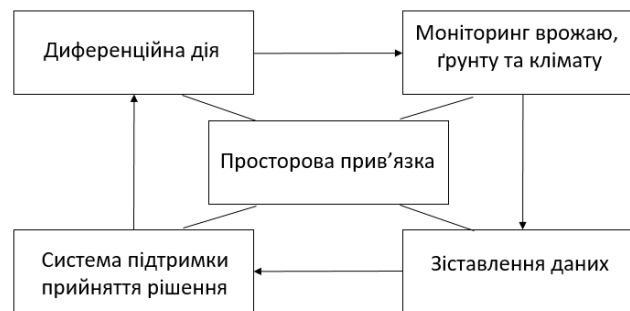 Диференційна дія
Моніторинг врожаю,
ґрунту та клімату
Просторова прив’язка
Система підтримки
прийняття рішення
Зіставлення даних